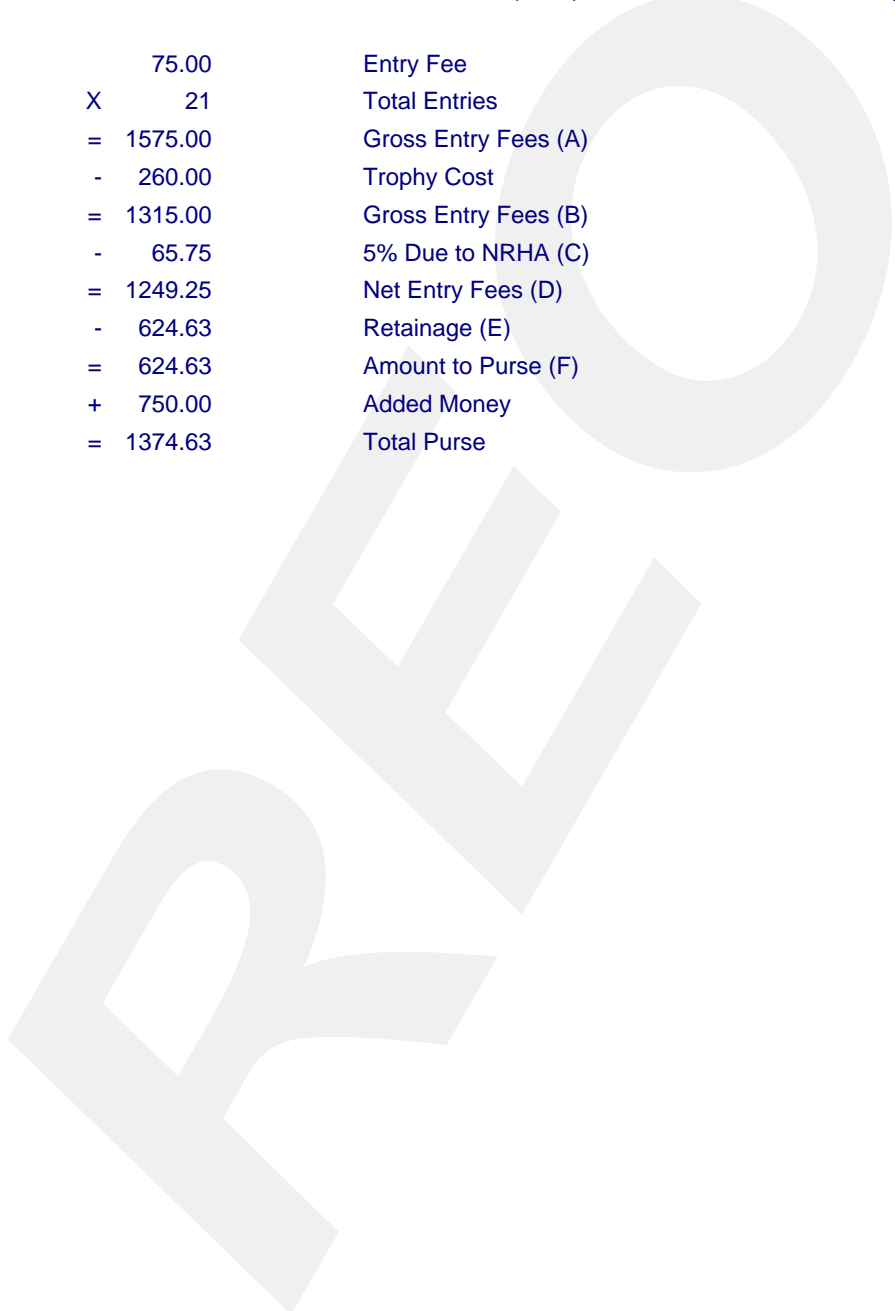 75.00 Entry Fee
X 21 Total Entries
= 1575.00 Gross Entry Fees (A)
- 260.00 Trophy Cost
= 1315.00 Gross Entry Fees (B)
- 65.75 5% Due to NRHA (C)
= 1249.25 Net Entry Fees (D)
- 624.63 Retainage (E)
= 624.63 Amount to Purse (F)
+ 750.00 Added Money
= 1374.63 Total Purse
REO